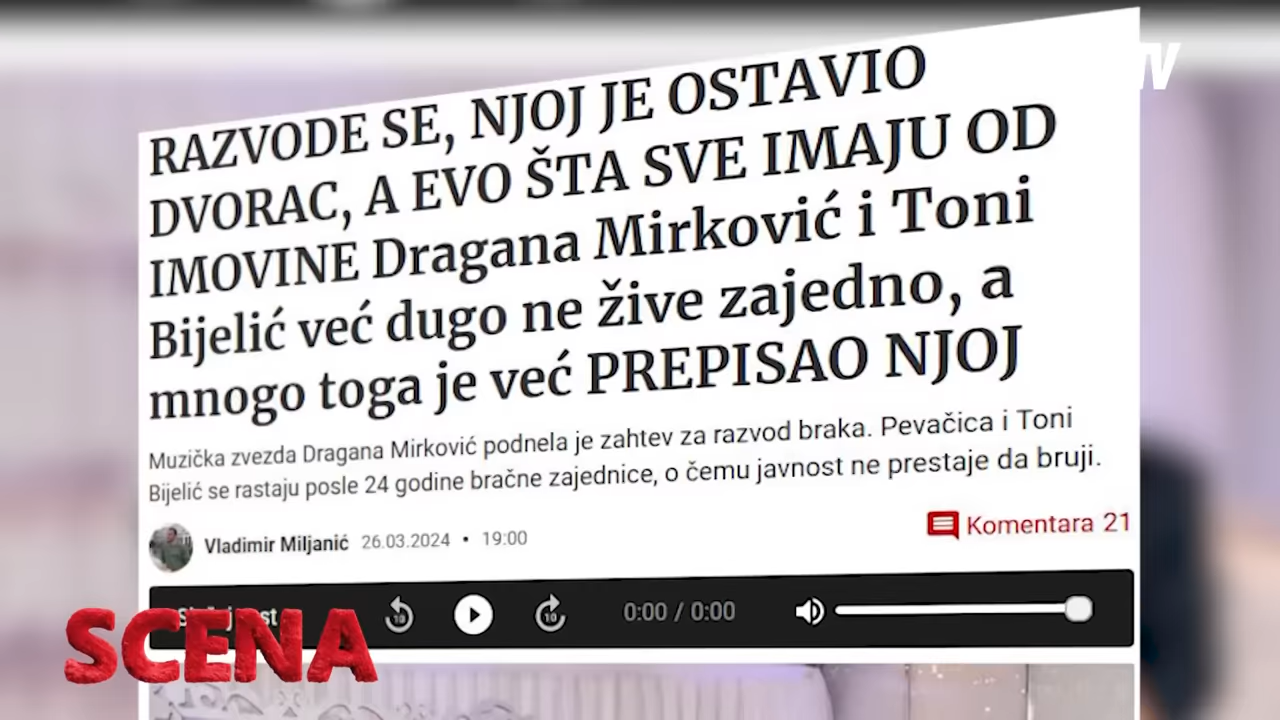 RAZVODE SE, NJOJ JE OSTAVIO
DVORAC, A EVO ŠTA SVE IMAJU OD
IMOVINE Dragana Mirković i Toni
Bijelić već dugo ne žive zajedno, a
mnogo toga je već PREPISAO NJOJ
Muzička zvezda Dragana Mirković podnela je zahtev za razvod braka. Pevačica i Toni
Bijelić se rastaju posle 24 godine bračne zajednice, o čemu javnost ne prestaje da bruji.
Vladimir Miljanić 26.03.2024 • 19:00
Komentara 21
10
10
0:00 / 0:00
SCENA